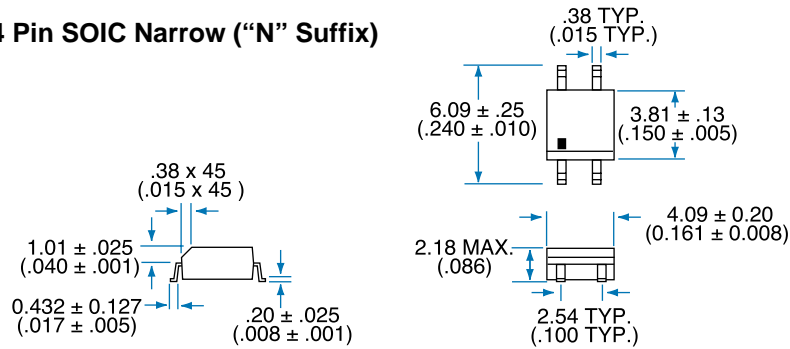 4 Pin SOIC Narrow (“N” Suffix)
.38 TYP.
(.015 TYP.)
6.09 ± .25
(.240 ± .010)
3.81 ± .13
(.150 ± .005)
.38 x 45
(.015 x 45 )
1.01 ± .025
(.040 ± .001)
0.432 ± 0.127
(.017 ± .005)
.20 ± .025
(.008 ± .001)
4.09 ± 0.20
(0.161 ± 0.008)
2.18 MAX.
(.086)
2.54 TYP.
(.100 TYP.)